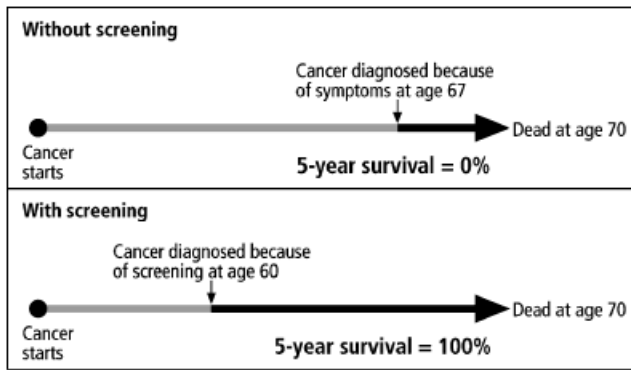 Without screening
Cancer diagnosed because
of symptoms at age 67
Dead at age 70
Cancer
starts
5-year survival = 0%
With screening
Cancer diagnosed because
of screening at age 60
Dead at age 70
Cancer
starts
5-year survival = 100%